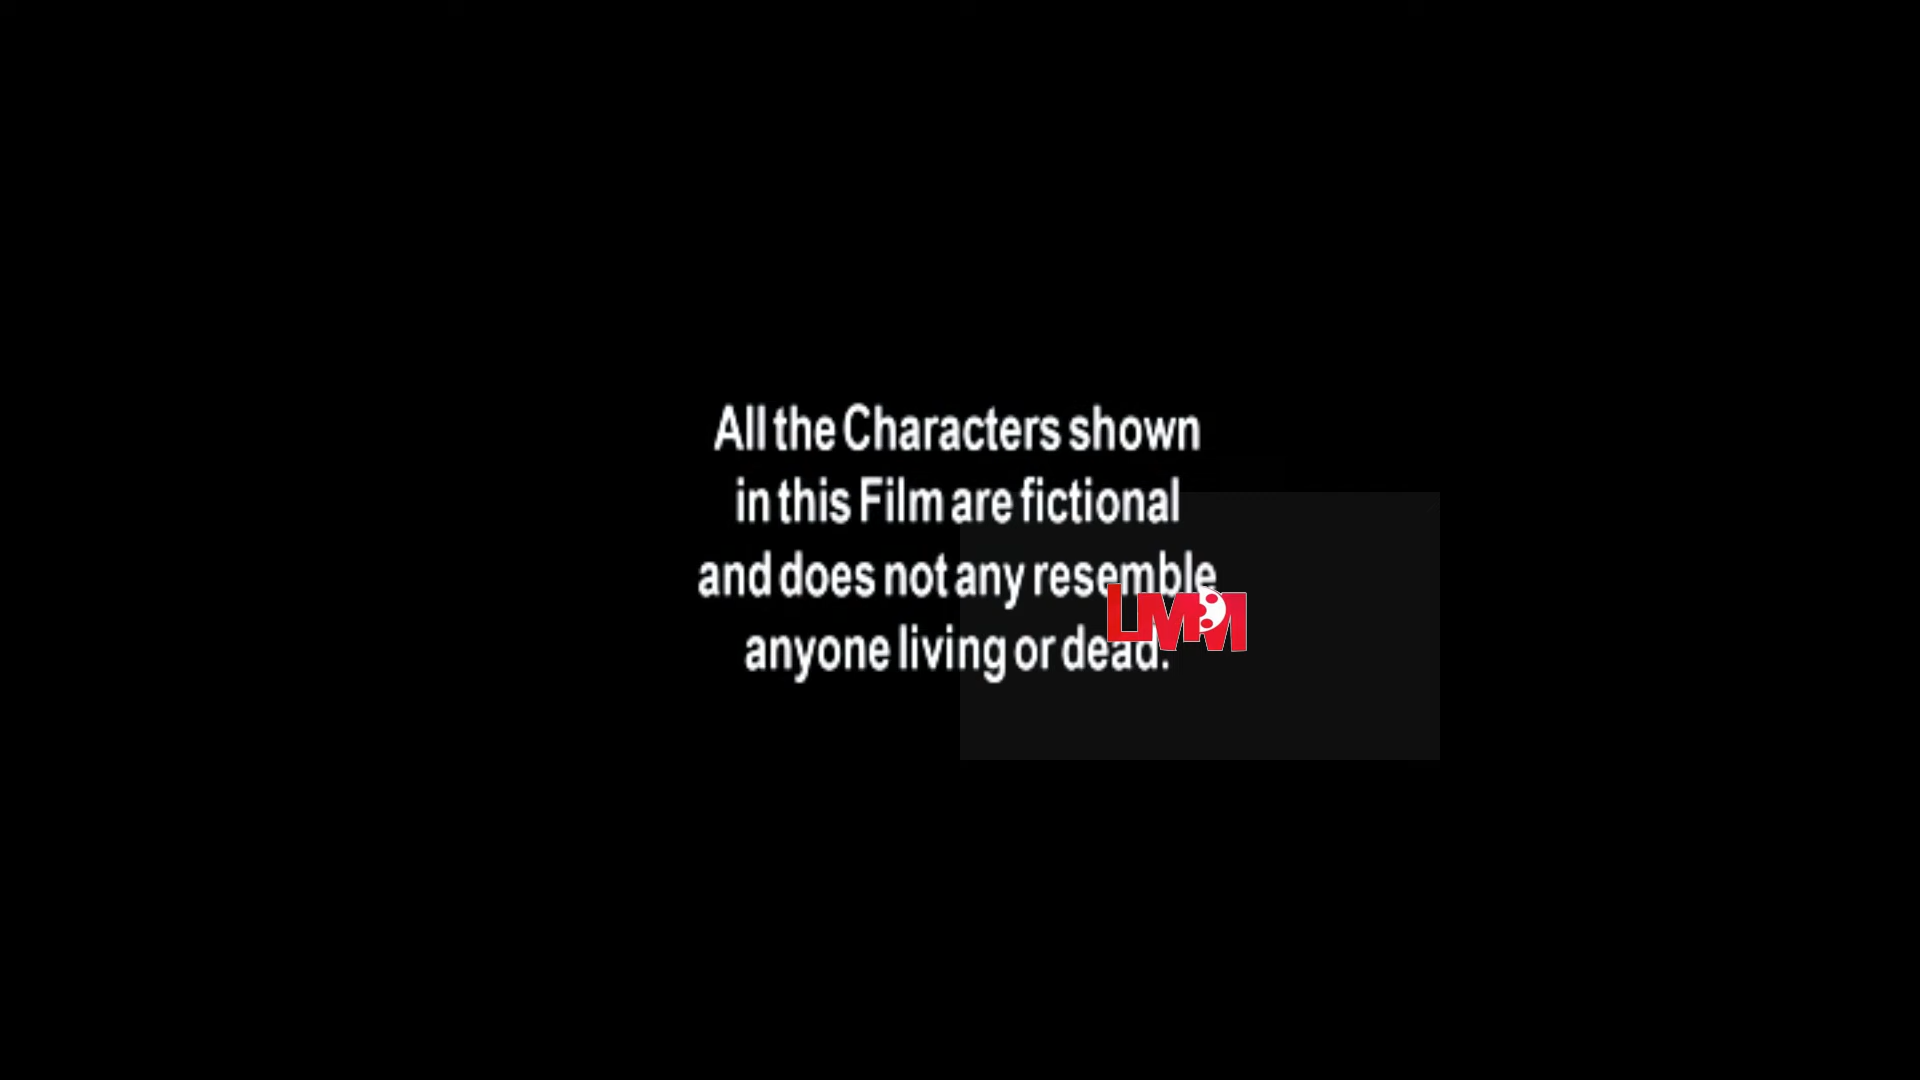 All the Characters shown
in this Film are fictional
and does not any resemble
anyone living or dead.
LMM